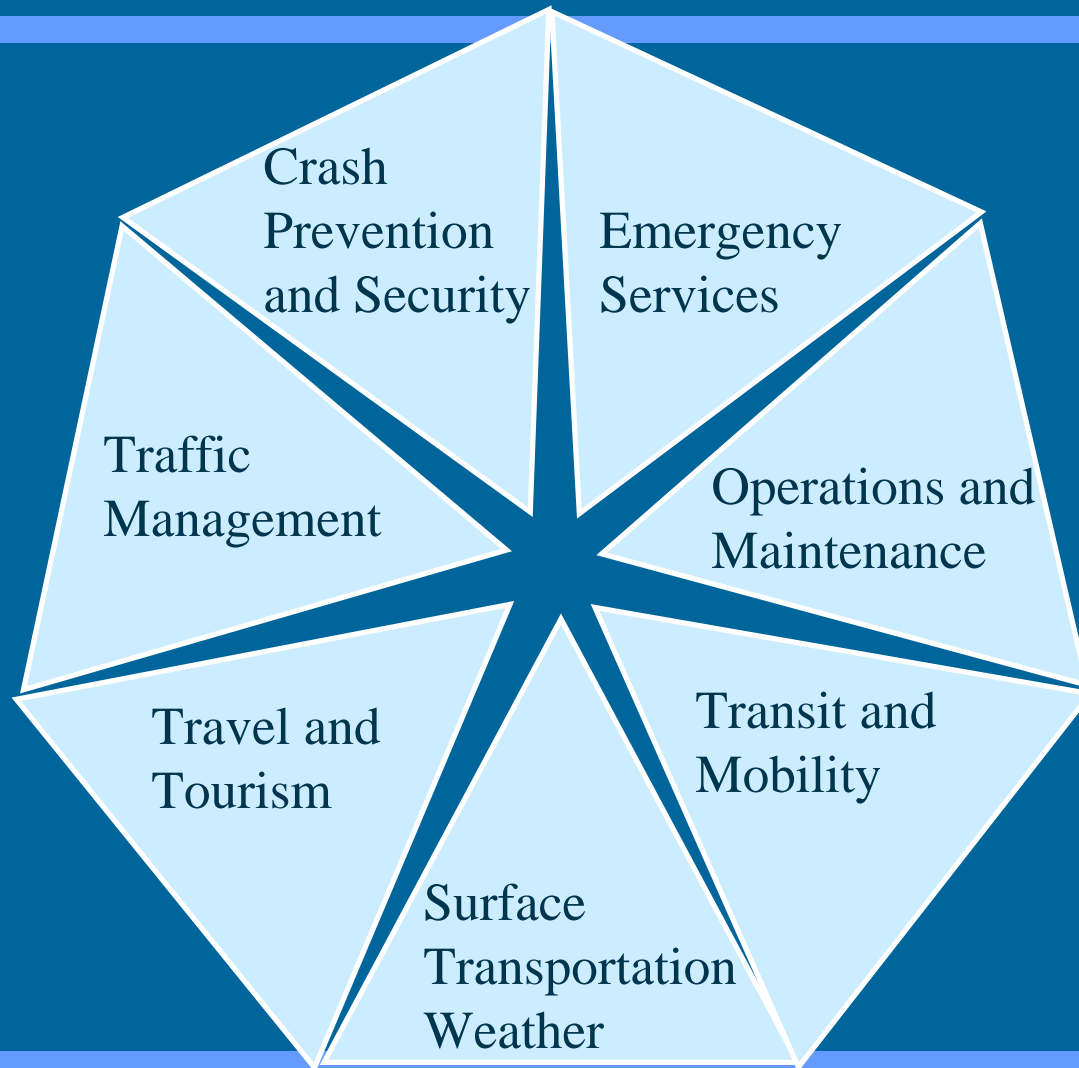 Crash
Prevention
and Security
Emergency
Services
Traffic
Management
Operations and
Maintenance
Travel and
Tourism
Transit and
Mobility
Surface
Transportation
Weather